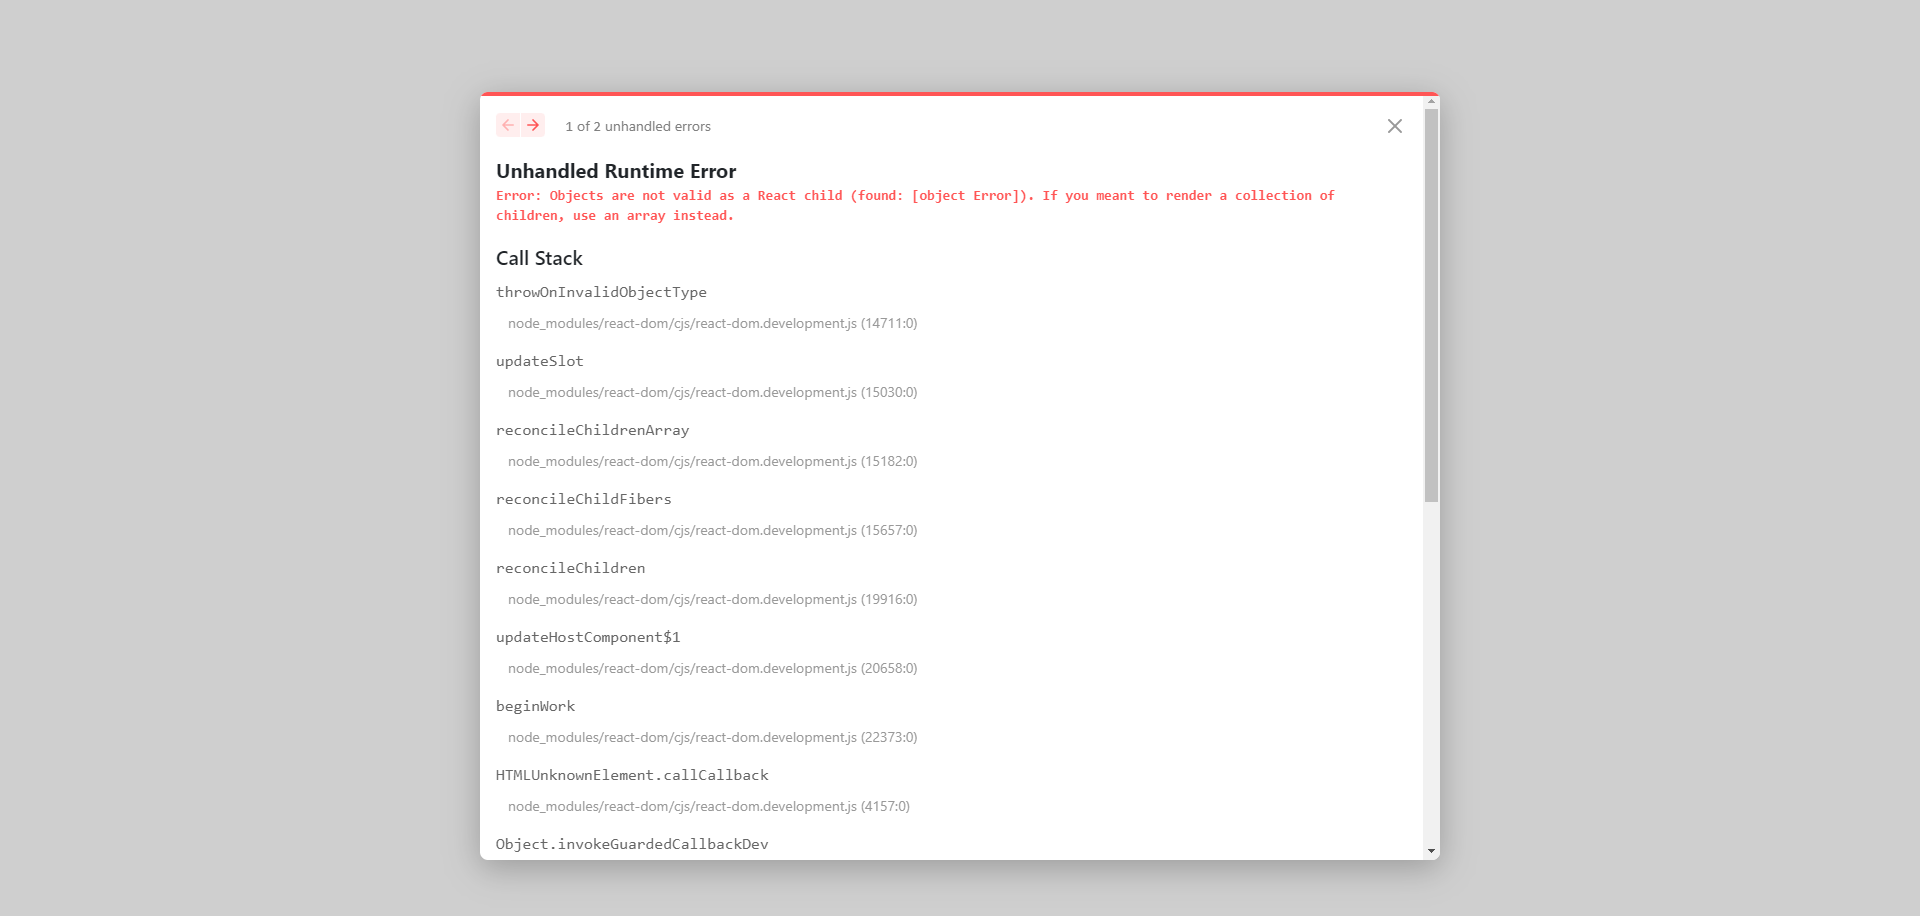 1 of 2 unhandled errors
Unhandled Runtime Error
Error: Objects are not valid as a React child (found: [object Error]). If you meant to render a collection of
children, use an array instead.
Call Stack
throwOnInvalidObjectType
node_modules/react-dom/cjs/react-dom.development.js (14711:0)
updateSlot
node_modules/react-dom/cjs/react-dom.development.js (15030:0)
reconcileChildrenArray
node_modules/react-dom/cjs/react-dom.development.js (15182:0)
reconcileChildFibers
node_modules/react-dom/cjs/react-dom.development.js (15657:0)
reconcileChildren
node_modules/react-dom/cjs/react-dom.development.js (19916:0)
updateHostComponent$1
node_modules/react-dom/cjs/react-dom.development.js (20658:0)
beginWork
node_modules/react-dom/cjs/react-dom.development.js (22373:0)
HTMLUnknownElement.callCallback
node_modules/react-dom/cjs/react-dom.development.js (4157:0)
Object.invokeGuardedCallbackDev